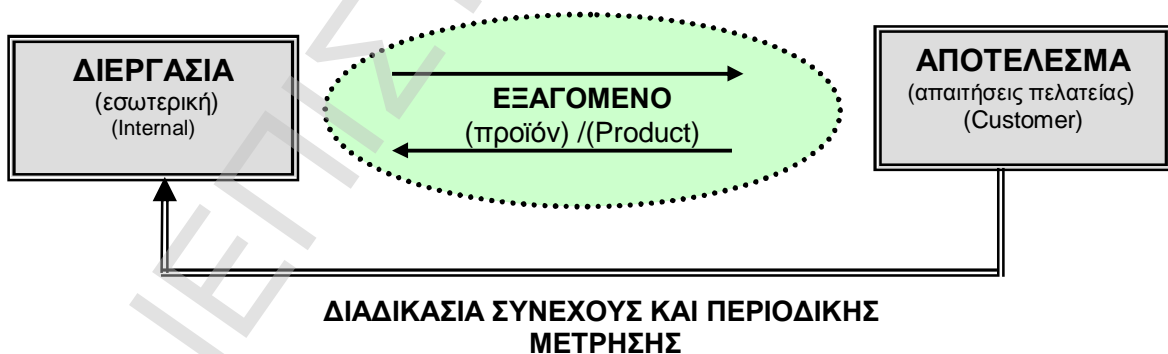 ΔΙΕΡΓΑΣΙΑ
(εσωτερική)
(Internal)
ΕΞΑΓΟΜΕΝΟ
(προϊόν) /(Product)
ΑΠΟΤΕΛΕΣΜΑ
(απαιτήσεις πελατείας)
(Customer)
ΔΙΑΔΙΚΑΣΙΑ ΣΥΝΕΧΟΥΣ ΚΑΙ ΠΕΡΙΟΔΙΚΗΣ
ΜΕΤΡΗΣΗΣ